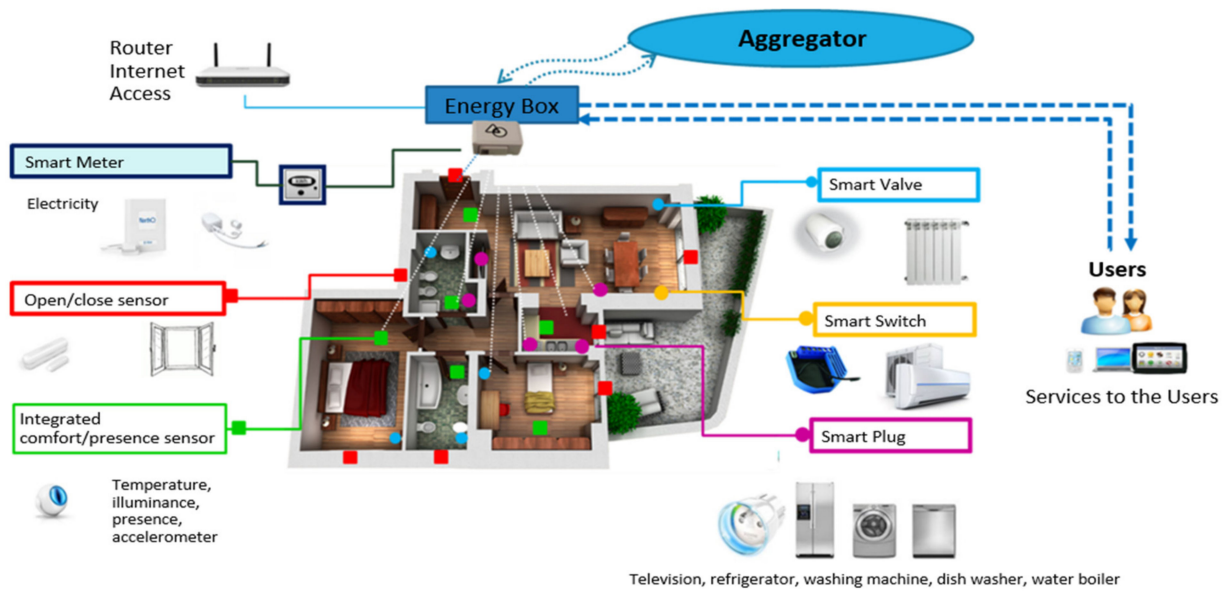 Router
Internet
Access
Aggregator
Energy Box
Smart Meter
Electricity
Smart Valve
Open/close sensor
Users
Smart Switch
Services to the Users
Integrated
comfort/presence sensor
Smart Plug
Temperature,
illuminance,
presence,
accelerometer
Television, refrigerator, washing machine, dish washer, water boiler